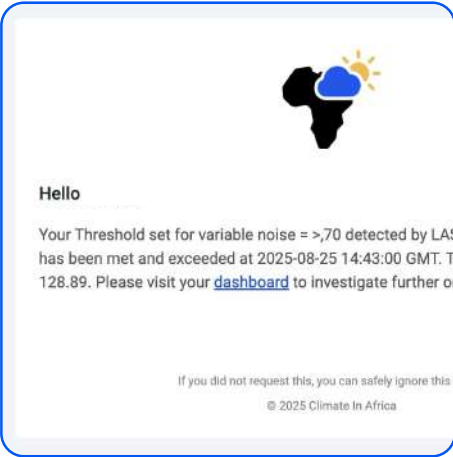 Hello
Your Threshold set for variable noise = >,70 detected by
has been met and exceeded at 2025-08-25 14:43:00 GMT.
128.89. Please visit your dashboard to investigate further
If you did not request this, you can safely ignore this
© 2025 Climate In Africa